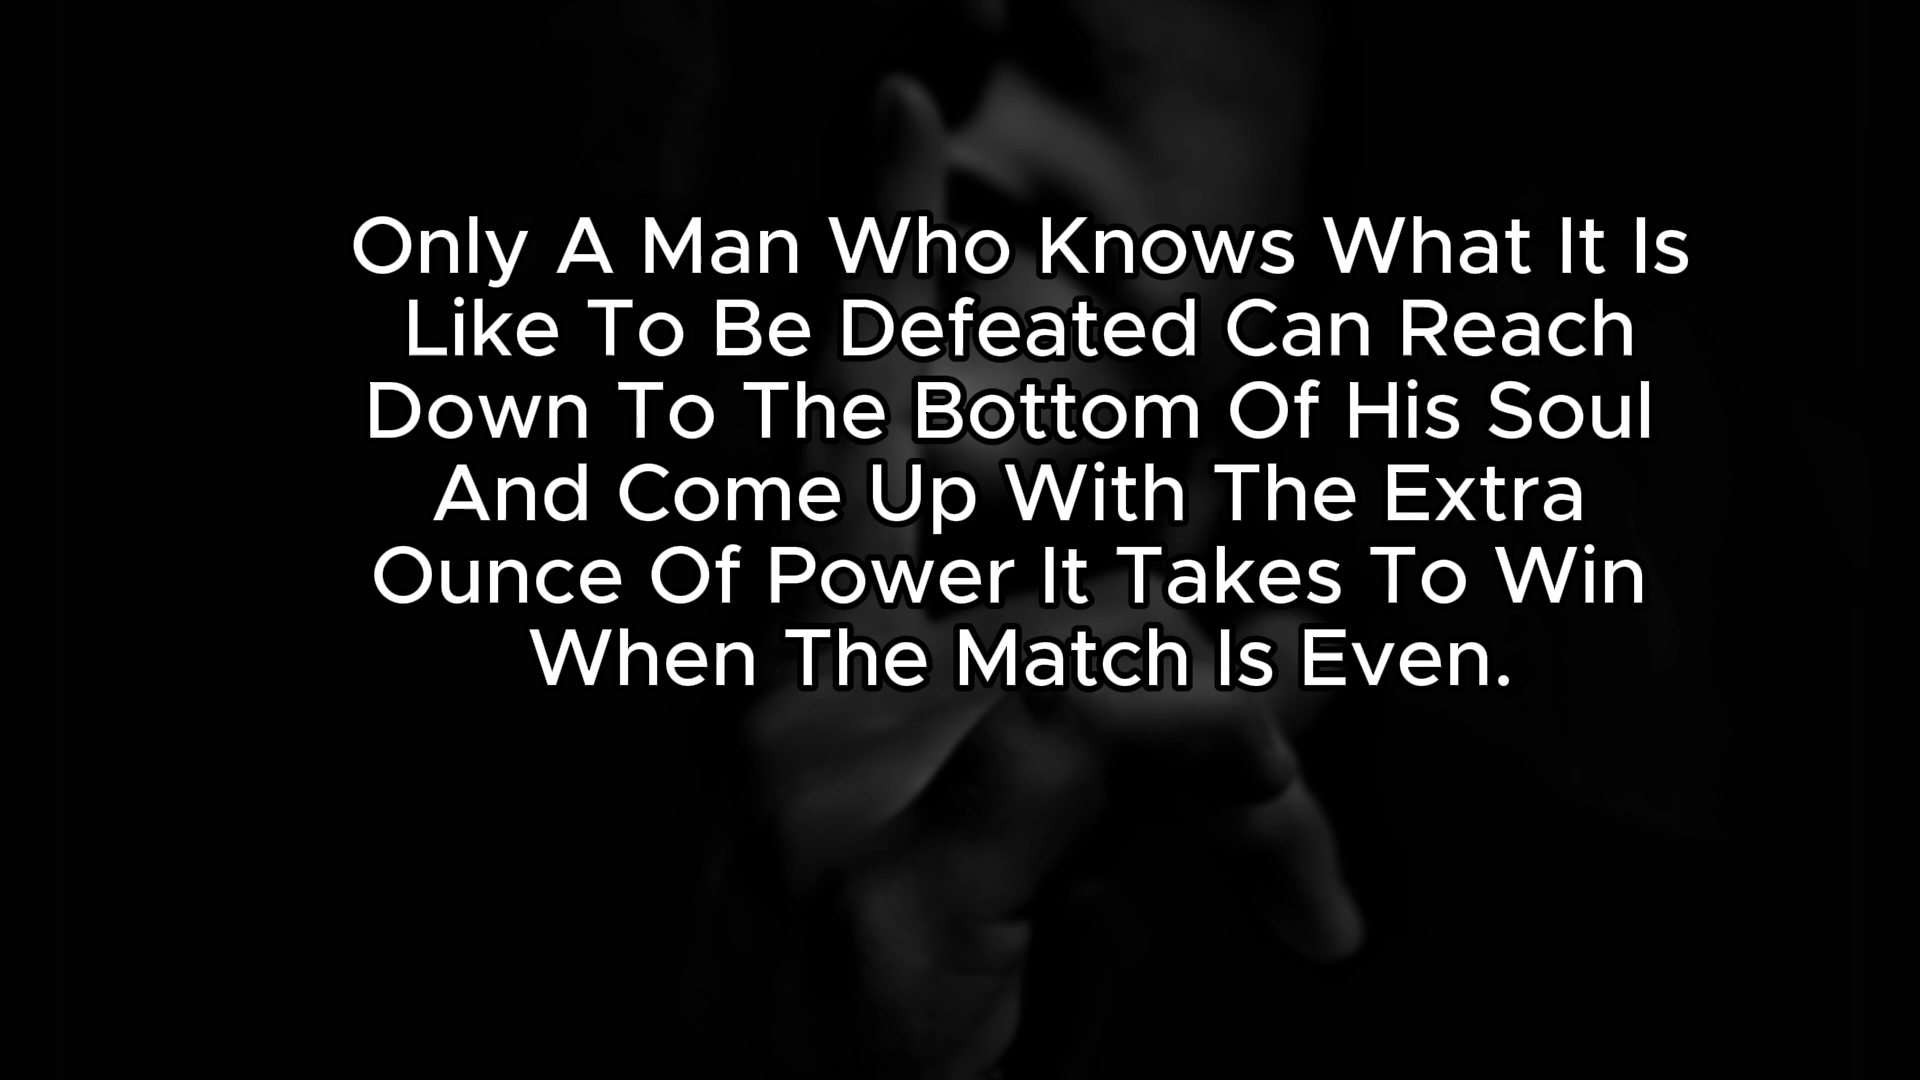 Only A Man Who Knows What It Is
Like To Be Defeated Can Reach
Down To The Bottom Of His Soul
And Come Up With The Extra
Ounce Of Power It Takes To Win
When The Match Is Even.